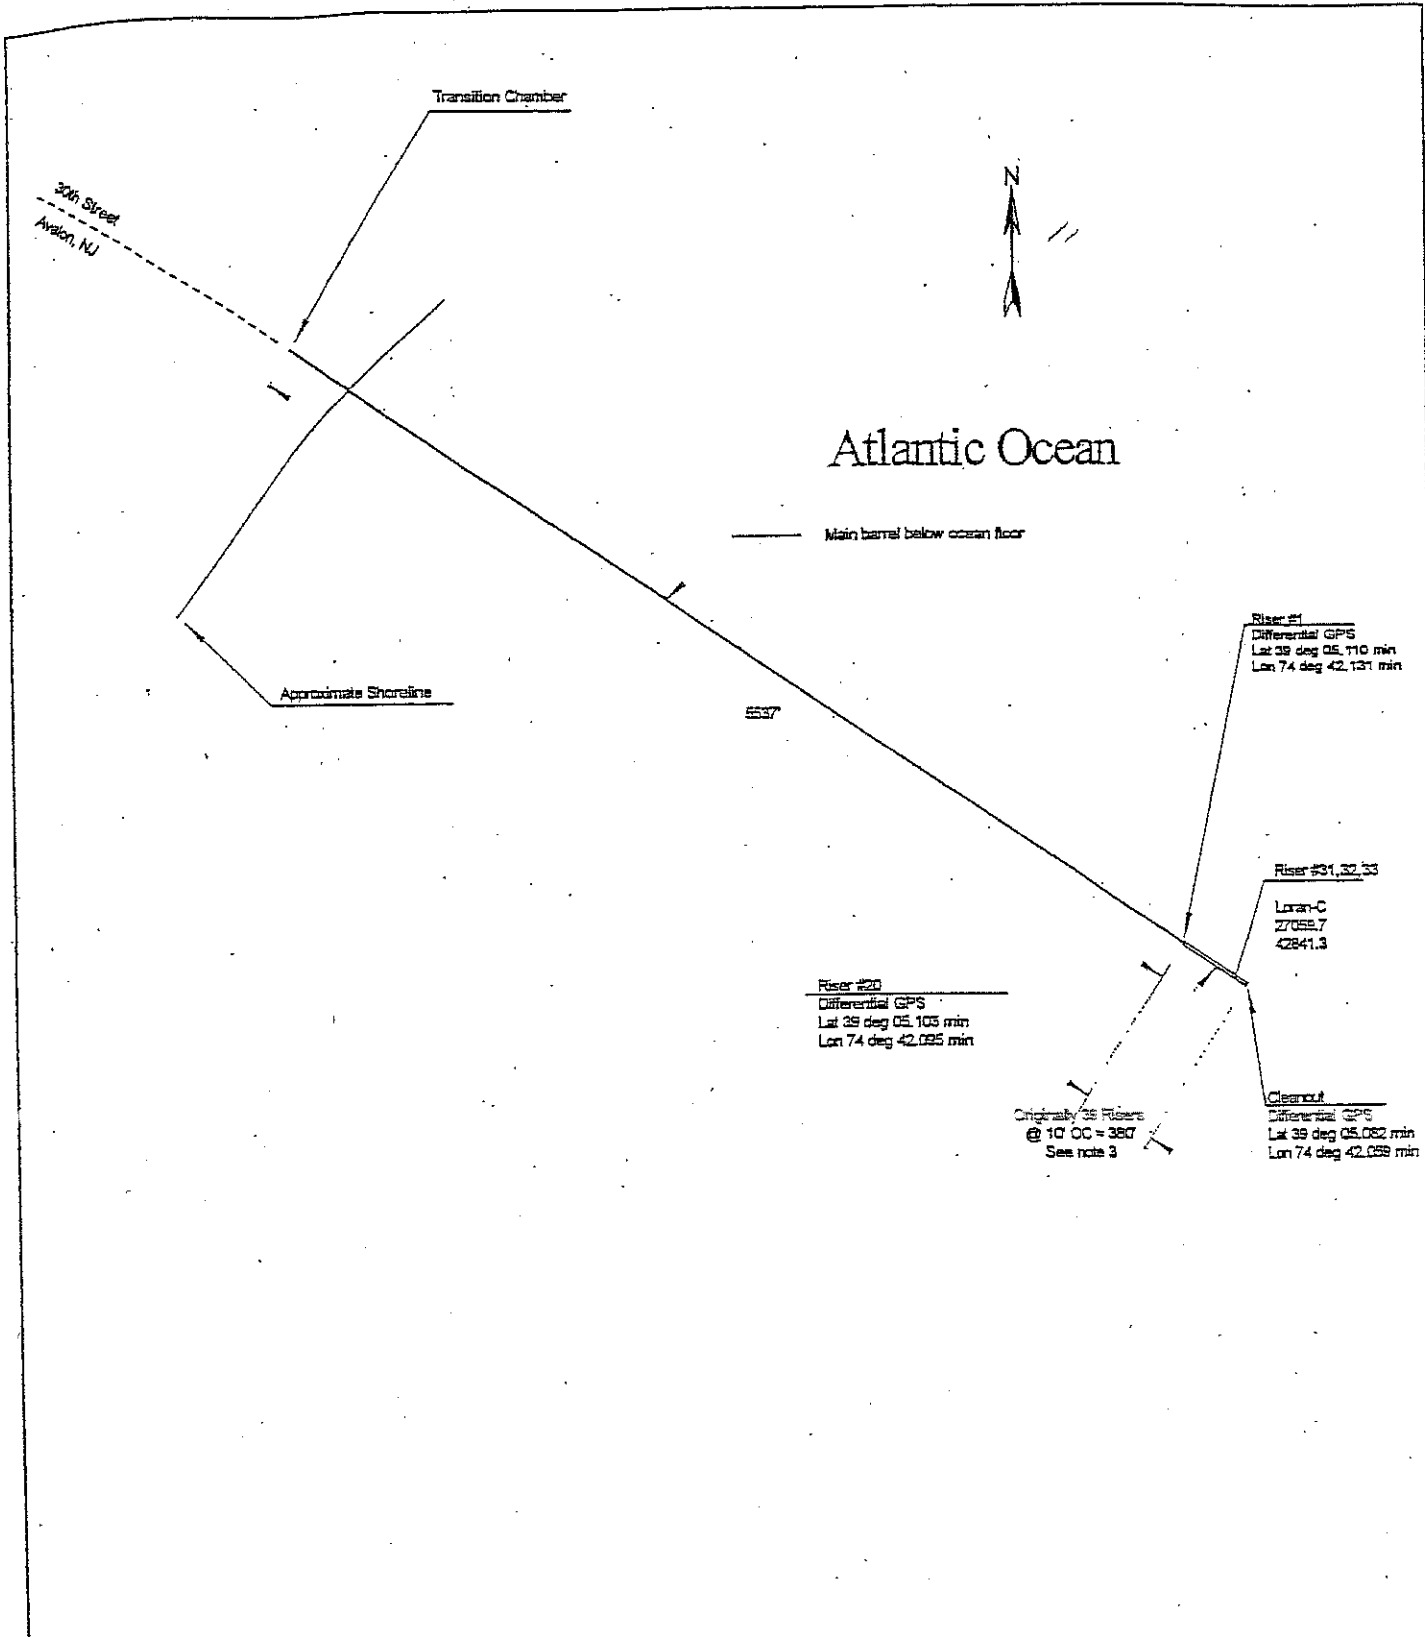 Transition Chamber
30th Street
Avalon, NJ
N
Atlantic Ocean
Main barrel below ocean floor
Riser #1
Differential GPS
Lat 39 deg 05.110 min
Lon 74 deg 42.131 min
Approximate Shoreline
5537'
Riser #31,32,33
Loran-C
42841.3
Riser #20
Differential GPS
Lat 39 deg 05.103 min
Lon 74 deg 42.095 min
Cleanout
Differential GPS
Lat 39 deg 05.082 min
Lon 74 deg 42.059 min
Originally Risers
@ 10' OC = 380'
See note 3